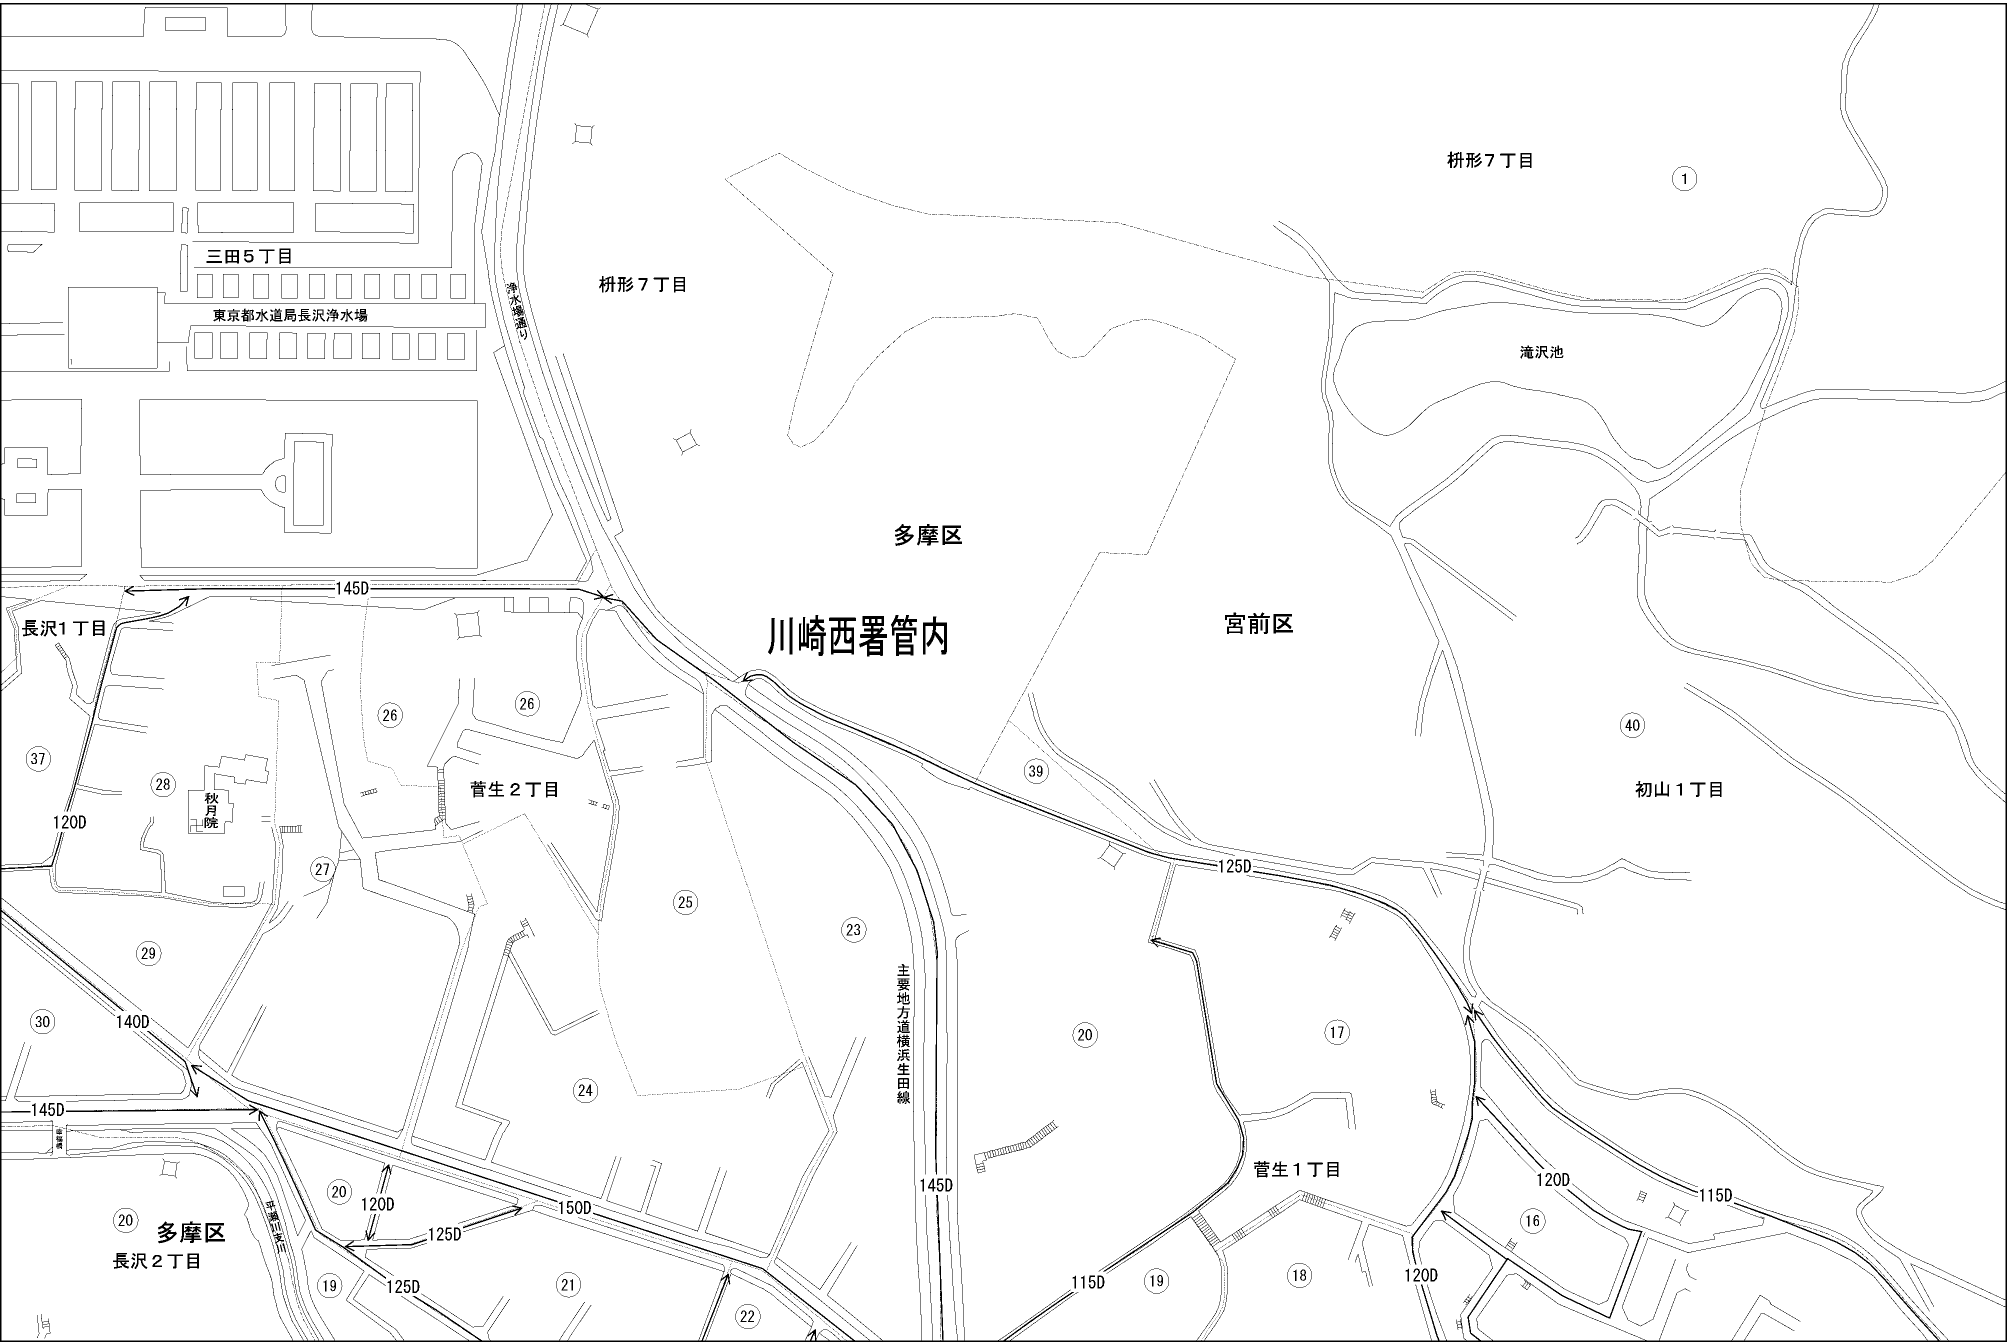 枡形７丁目
1
三田５丁目
枡形７丁目
浄水場通り
東京都水道局長沢浄水場
滝沢池
多摩区
145D
川崎西署管内
宮前区
長沢１丁目
26
26
40
37
28
菅生２丁目
39
初山１丁目
秋月院
120D
27
125D
25
23
29
主要地方道横浜生田線
30
140D
20
17
24
145D
20
120D
145D
菅生１丁目
120D
115D
150D
20
多摩区
125D
16
長沢２丁目
125D
19
21
115D
19
18
120D
22